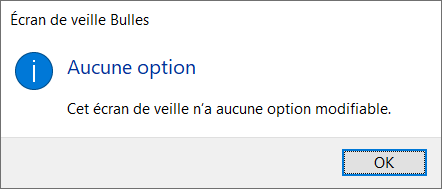 Écran de veille Bulles
Aucune option
Cet écran de veille n’a aucune option modifiable.
OK